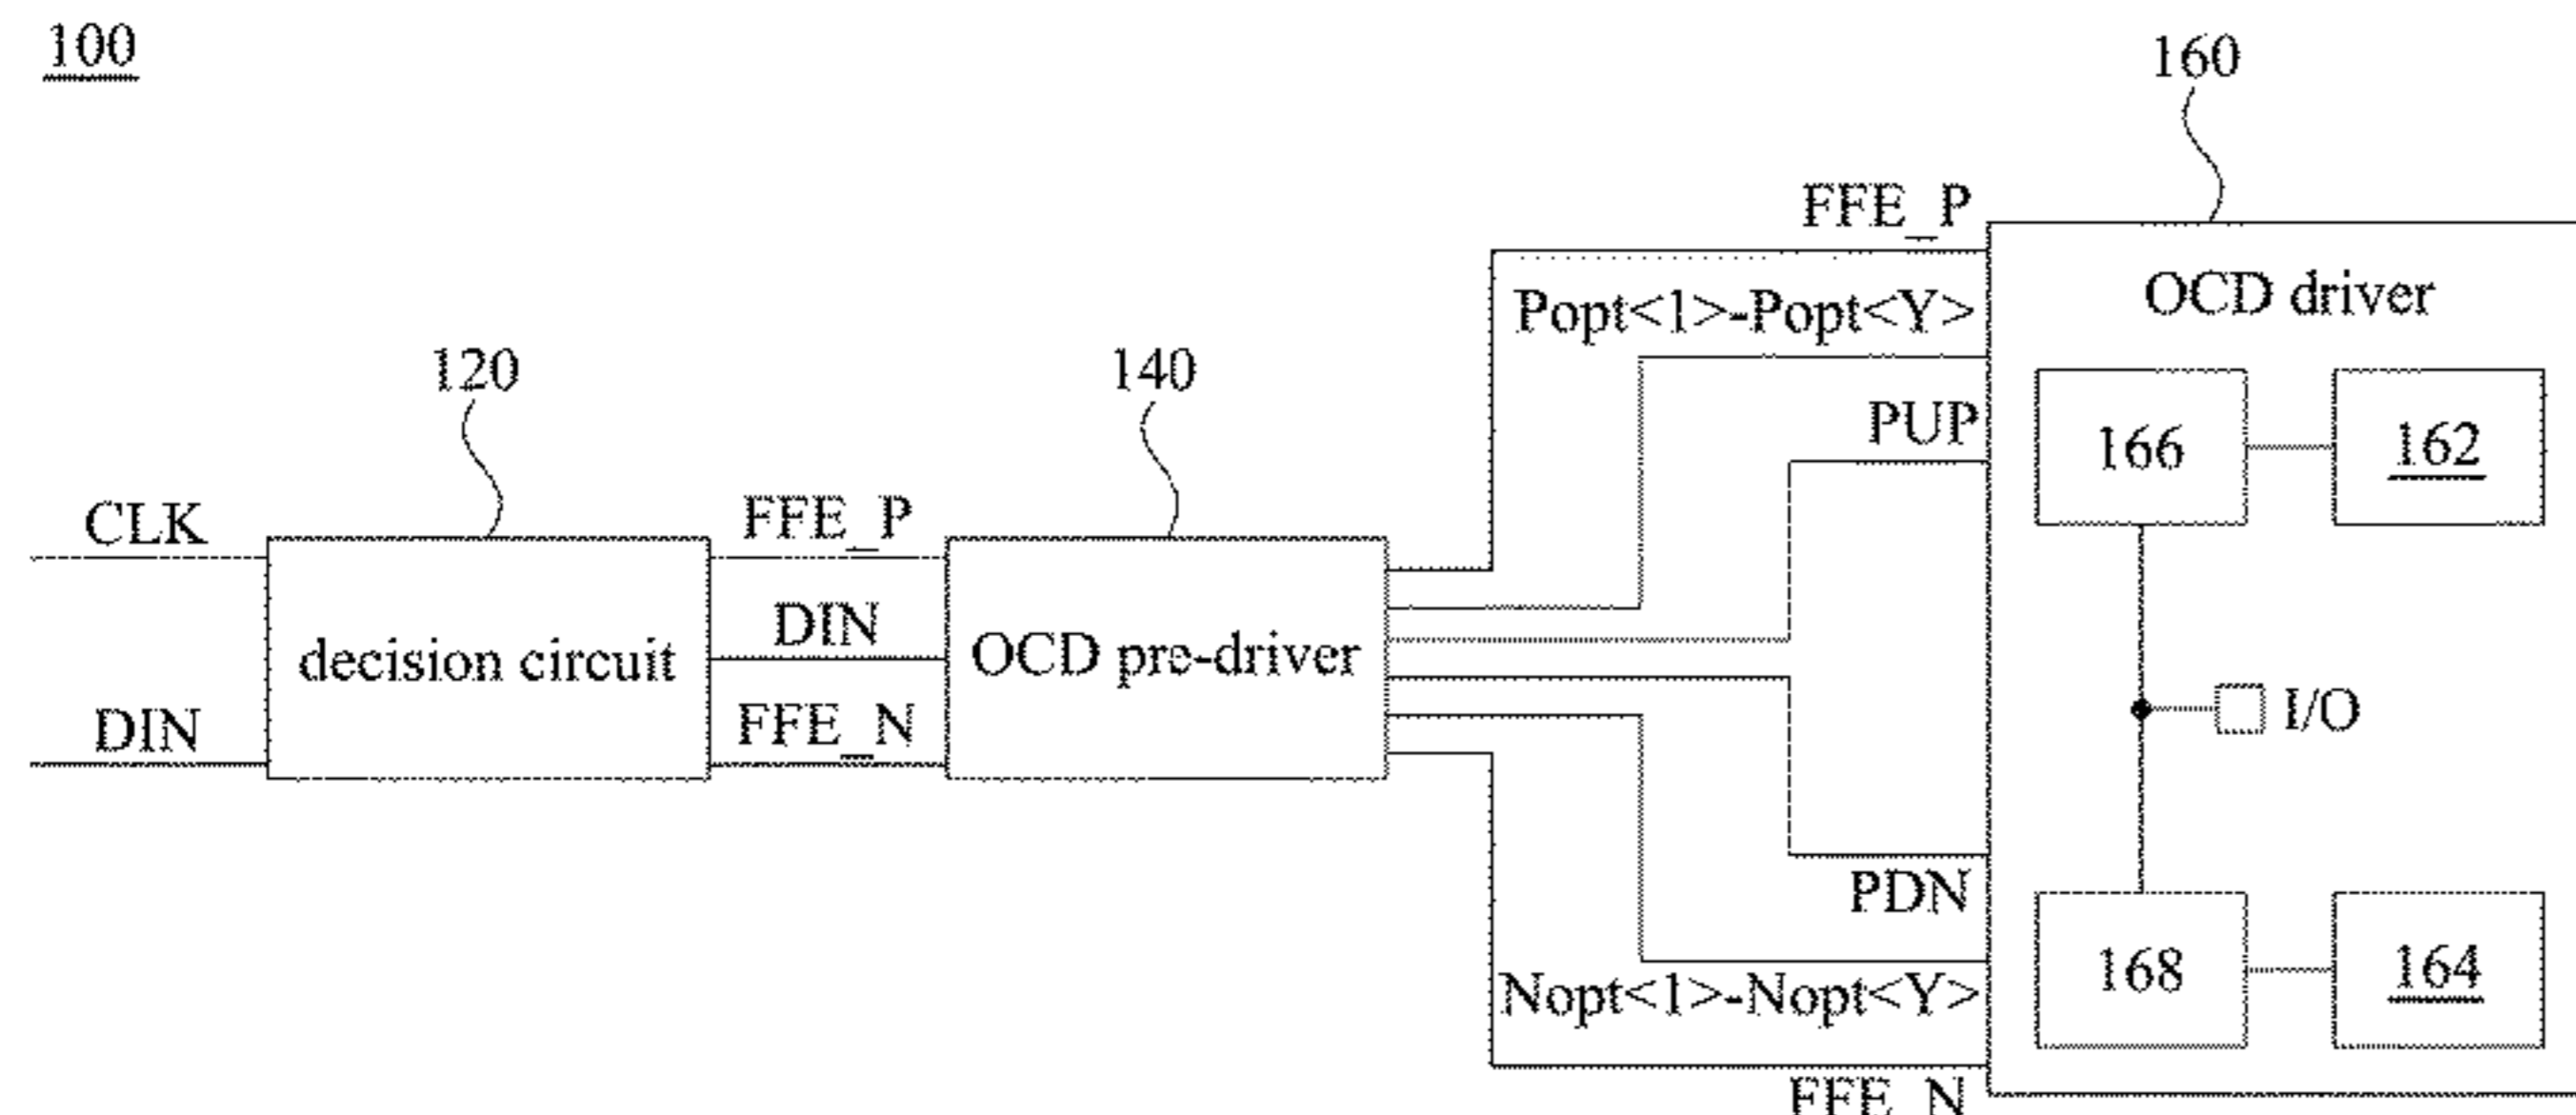 100
160
FFE_P
OCD driver
Popt<1>-Popt<Y>
120
140
PUP
166
162
CLK
FFE_P
DIN
decision circuit
OCD pre-driver
DIN
FFE_N
I/O
PDN
168
164
Nopt<1>-Nopt<Y>
FFE_N